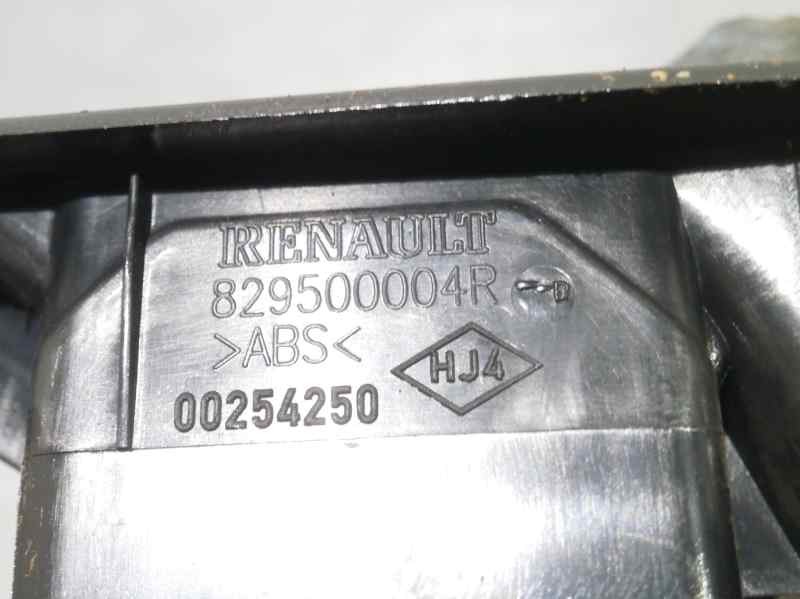 RENAULT
829500004R
>ABS<
HJ4
00254250